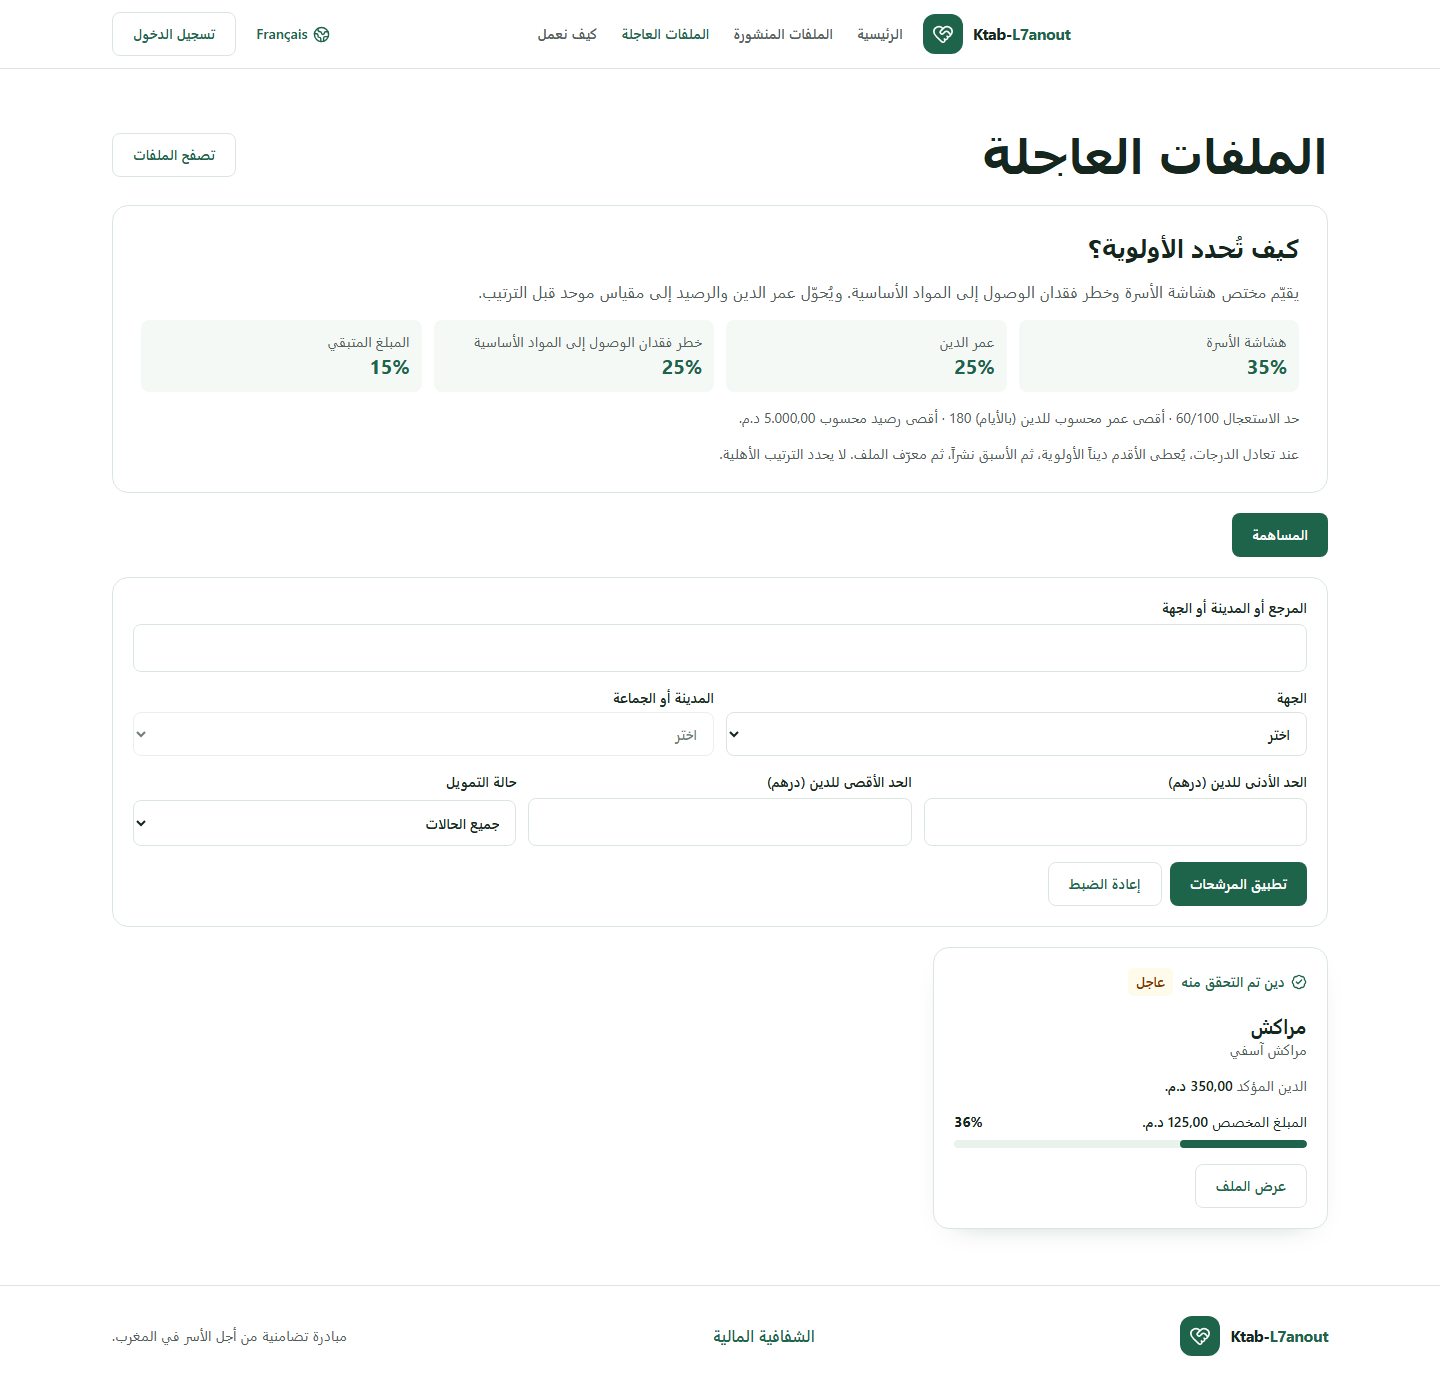 Ktab-L7anout
الرئيسية
الملفات المنشورة
الملفات العاجلة
كيف نعمل
Français
تسجيل الدخول
الملفات العاجلة
تصفح الملفات
كيف تُحدد الأولوية؟
يقيّم مختص هشاشة الأسرة وخطر فقدان الوصول إلى المواد الأساسية. ويُحوّل عمر الدين والرصيد إلى مقياس موحد قبل الترتيب.
هشاشة الأسرة
35%
عمر الدين
25%
خطر فقدان الوصول إلى المواد الأساسية
25%
المبلغ المتبقي
15%
حد الاستعجال 60/100 · أقصى عمر محسوب للدين (بالأيام) 180 · أقصى رصيد محسوب 5.000,00 د.م.
عند تعادل الدرجات، يُعطى الأقدم ديناً الأولوية، ثم الأسبق نشراً، ثم معرّف الملف. لا يحدد الترتيب الأهلية.
المساهمة
المرجع أو المدينة أو الجهة
الجهة
اختر
المدينة أو الجماعة
اختر
الحد الأدنى للدين (درهم)
الحد الأقصى للدين (درهم)
حالة التمويل
جميع الحالات
تطبيق المرشحات
إعادة الضبط
دين تم التحقق منه
عاجل
مراكش
مراكش آسفي
الدين المؤكد 350,00 د.م.
المبلغ المخصص 125,00 د.م.
36%
عرض الملف
Ktab-L7anout
الشفافية المالية
مبادرة تضامنية من أجل الأسر في المغرب.